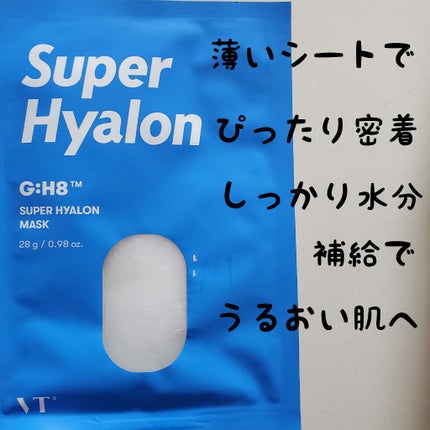 Super
Hyalon
G:H8™
SUPER HYALON
MASK
28 g / 0.98 oz.
VT°
薄いシートで
ぴったり密着
しっかり水分
補給で
うるおい肌へ